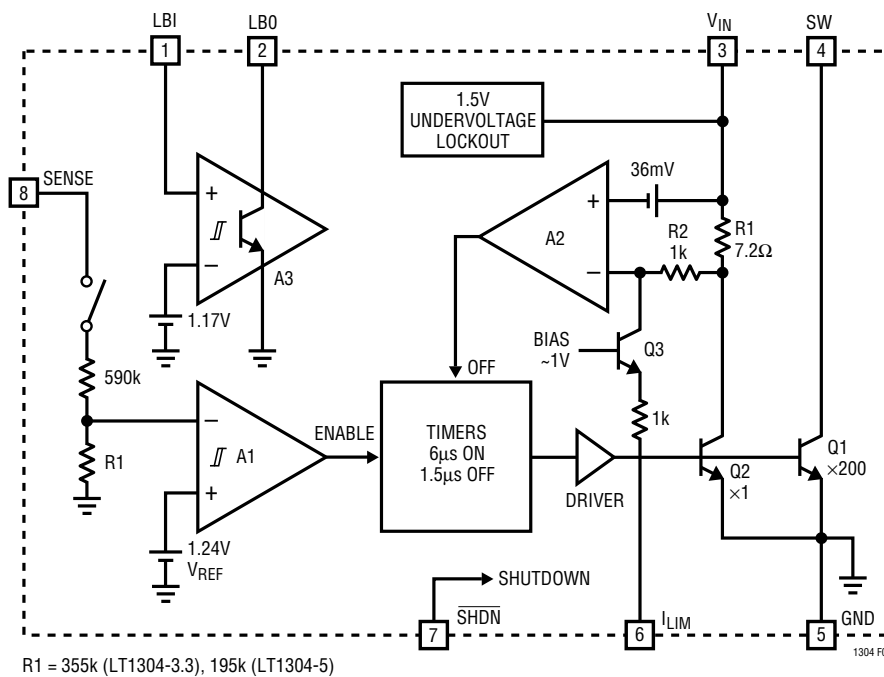 LBI
LB0
VIN
SW
1
2
3
4
1.5V
UNDERVOLTAGE
LOCKOUT
8
SENSE
36mV
+
+
A2
R2
1k
R1
7.2Ω
−
−
A3
1.17V
BIAS
~1V
Q3
590k
OFF
1k
−
ENABLE
TIMERS
6µs ON
1.5µs OFF
A1
R1
+
DRIVER
Q2
×1
Q1
×200
1.24V
VREF
SHUTDOWN
7
SHDN
6
ILIM
5
GND
R1 = 355k (LT1304-3.3), 195k (LT1304-5)
1304 F0